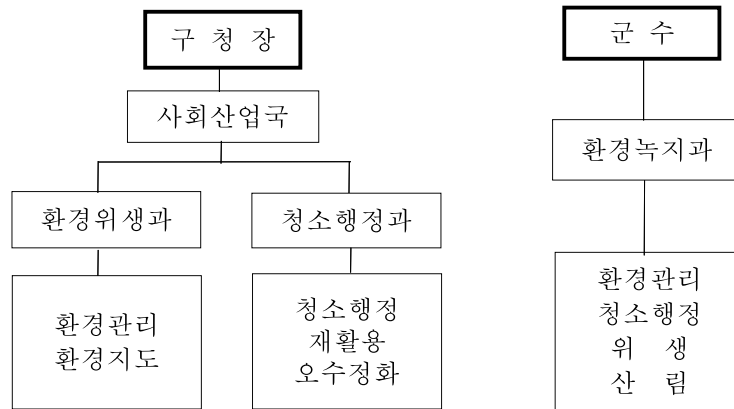 구 청 장
사회산업국
환경위생과
환경관리
환경지도
청소행정과
청소행정
재활용
오수정화
군 수
환경녹지과
환경관리
청소행정
위 생
산 림